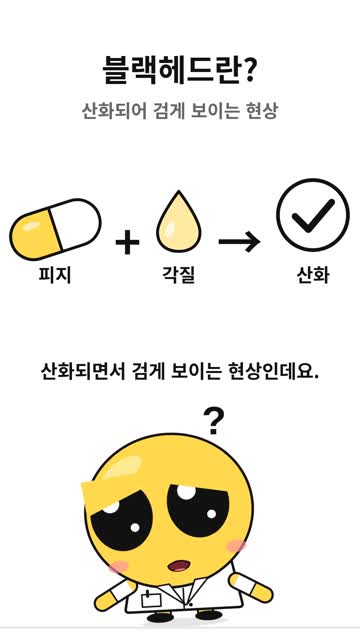 블랙헤드란?
산화되어 검게 보이는 현상
+ →
피지 각질 산화
산화되면서 검게 보이는 현상인데요.
?